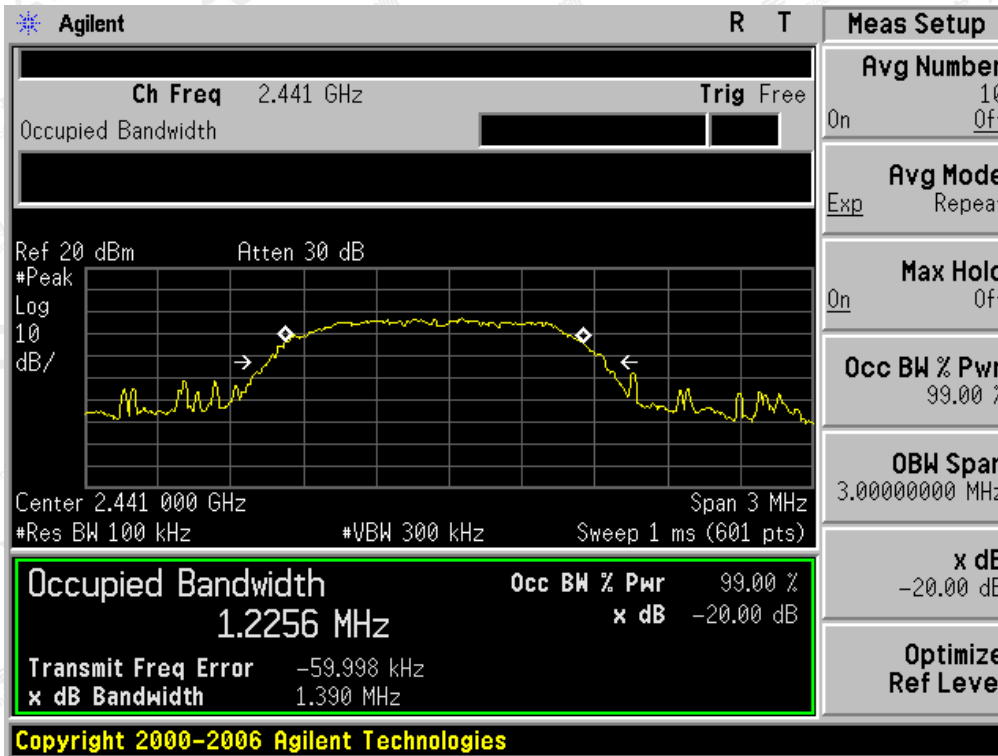 Agilent R T
Ch Freq 2.441 GHz Trig Free
Occupied Bandwidth
Ref 20 dBm Atten 30 dB
#Peak
Log
10
dB/
Center 2.441 000 GHz Span 3 MHz
#Res BW 100 kHz #VBW 300 kHz Sweep 1 ms (601 pts)
Occupied Bandwidth Occ BW % Pwr 99.00 %
1.2256 MHz x dB -20.00 dB
Transmit Freq Error -59.998 kHz
x dB Bandwidth 1.390 MHz
Copyright 2000-2006 Agilent Technologies
Meas Setup
Avg Number
10
On Off
Avg Mode
Exp Repeat
Max Hold
On Off
Occ BW % Pwr
99.00 %
OBW Span
3.00000000 MHz
x dB
-20.00 dB
Optimize
Ref Level